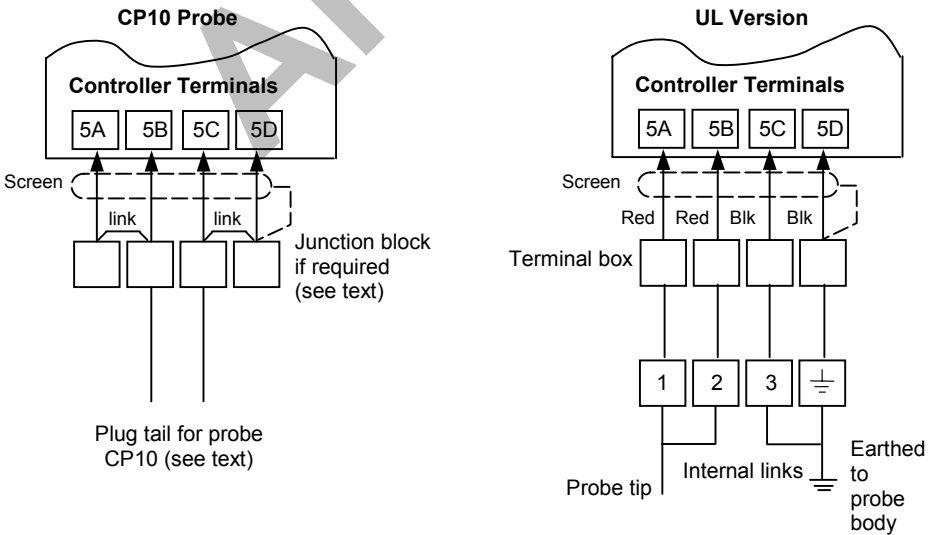 CP10 Probe
Controller Terminals
5A 5B 5C 5D
Screen
link link
Junction block
if required
(see text)
Plug tail for probe
CP10 (see text)
UL Version
Controller Terminals
5A 5B 5C 5D
Screen
Red Red Blk Blk
Terminal box
1 2 3
Probe tip
Internal links
Earthed
to
probe
body